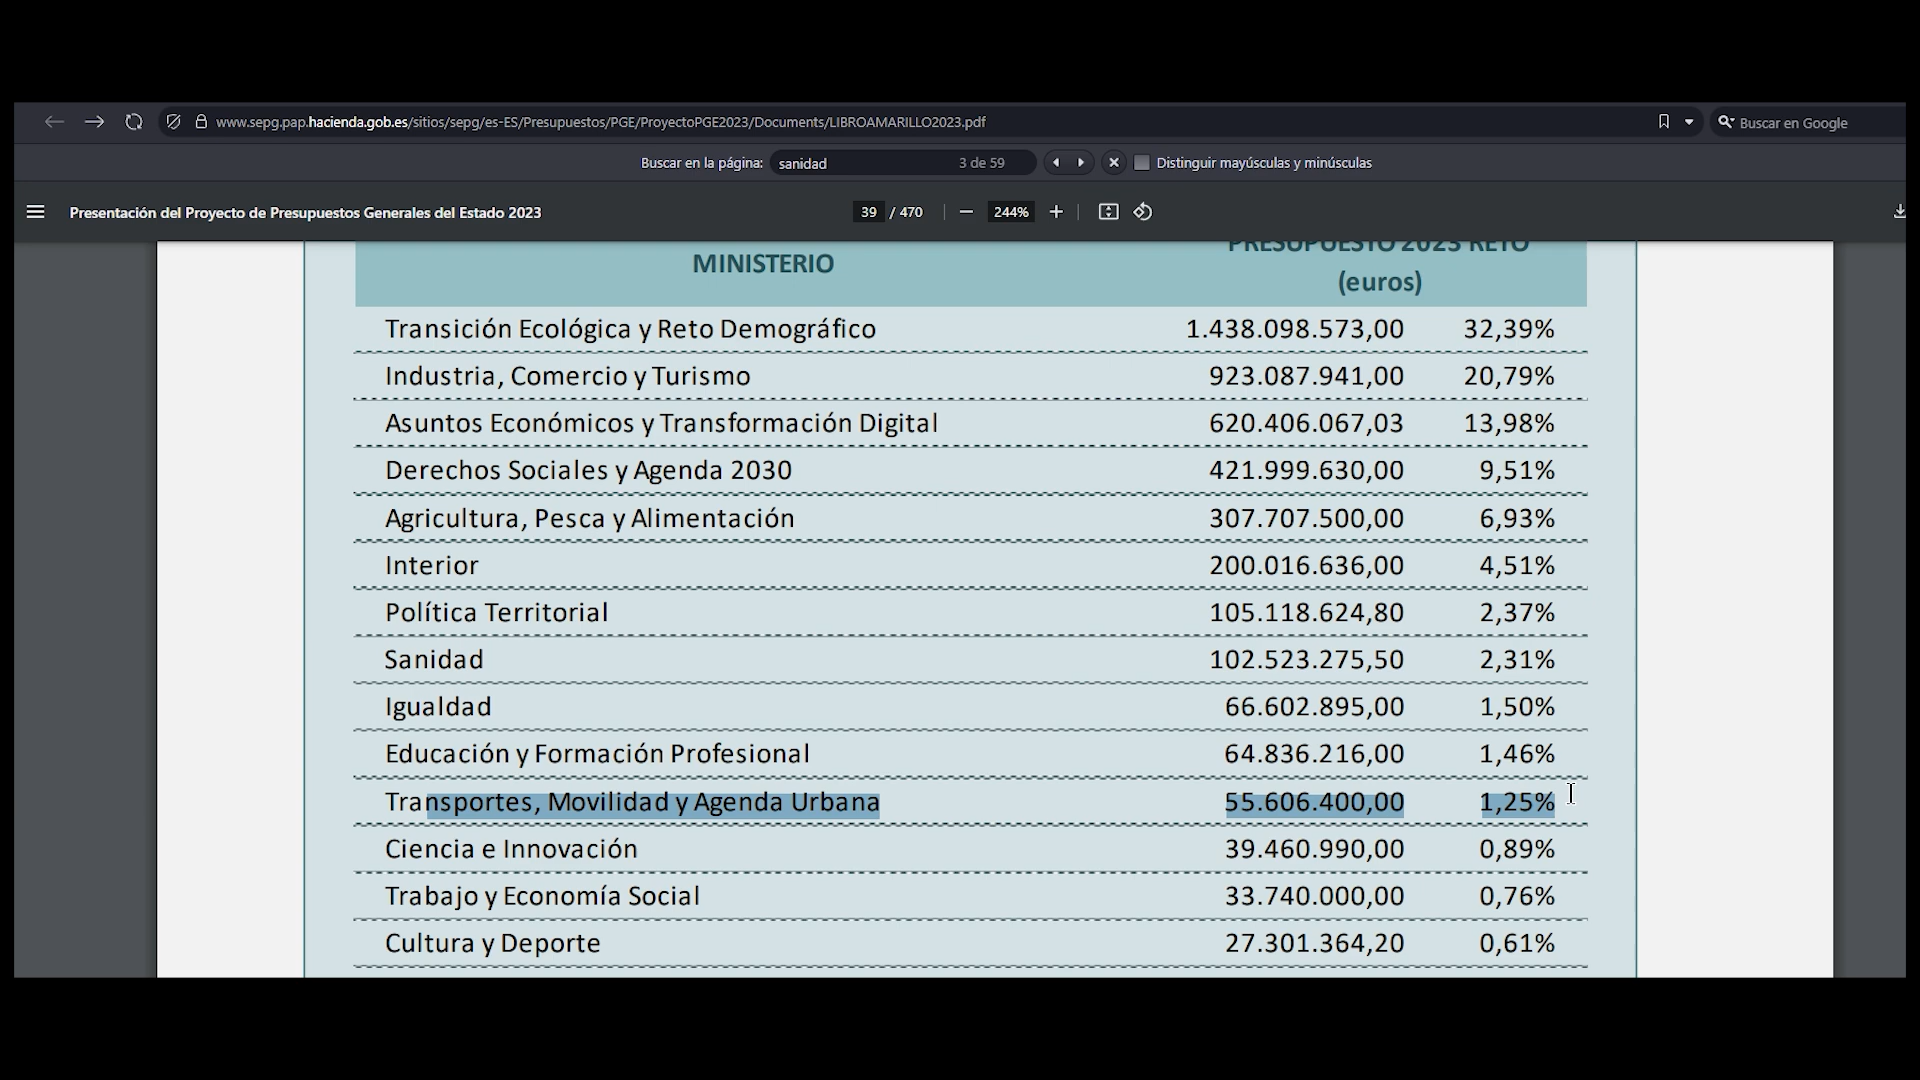 www.sepg.pap.hacienda.gob.es/sitios/sepg/es-ES/Presupuestos/PGE/ProyectoPGE2023/Documents/LIBROAMARILLO2023.pdf
Buscar en Google
Buscar en la página: sanidad 3 de 59 Distinguir mayúsculas y minúsculas
Presentación del Proyecto de Presupuestos Generales del Estado 2023 39 / 470 244%
PRESUPUESTO 2023 RETO
MINISTERIO (euros)
Transición Ecológica y Reto Demográfico 1.438.098.573,00 32,39%
Industria, Comercio y Turismo 923.087.941,00 20,79%
Asuntos Económicos y Transformación Digital 620.406.067,03 13,98%
Derechos Sociales y Agenda 2030 421.999.630,00 9,51%
Agricultura, Pesca y Alimentación 307.707.500,00 6,93%
Interior 200.016.636,00 4,51%
Política Territorial 105.118.624,80 2,37%
Sanidad 102.523.275,50 2,31%
Igualdad 66.602.895,00 1,50%
Educación y Formación Profesional 64.836.216,00 1,46%
Transportes, Movilidad y Agenda Urbana 55.606.400,00 1,25%
Ciencia e Innovación 39.460.990,00 0,89%
Trabajo y Economía Social 33.740.000,00 0,76%
Cultura y Deporte 27.301.364,20 0,61%